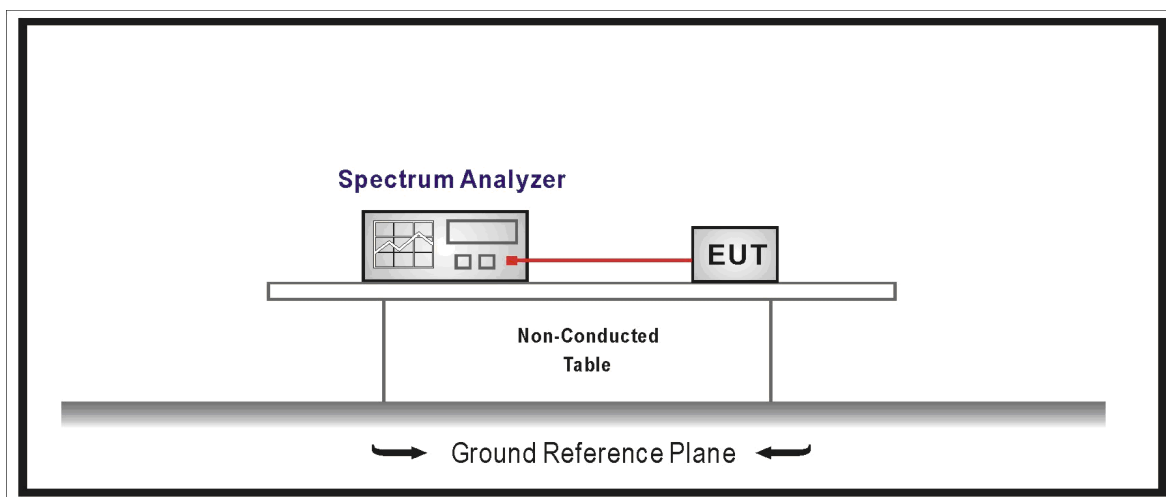 Spectrum Analyzer
EUT
Non-Conducted
Table
Ground Reference Plane